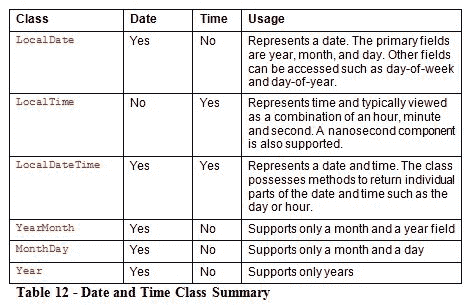 Class Date Time Usage
LocalDate Yes No Represents a date. The primary fields
are year, month, and day. Other fields
can be accessed such as day-of-week
and day-of-year.
LocalTime No Yes Represents time and typically viewed
as a combination of an hour, minute
and second. A nanosecond component
is also supported.
LocalDateTime Yes Yes Represents a date and time. The class
possesses methods to return individual
parts of the date and time such as the
day or hour.
YearMonth Yes No Supports only a month and a year field
MonthDay Yes No Supports only a month and a day
Year Yes No Supports only years
Table 12 - Date and Time Class Summary